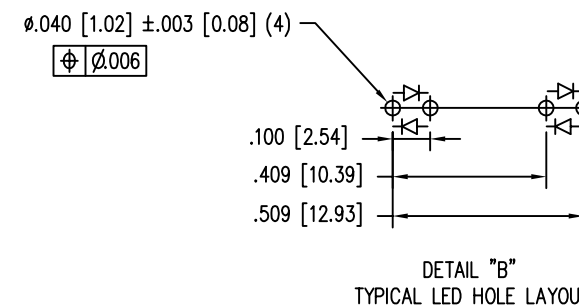 ø.040 [1.02] ±.003 [0.08] (4)
⌖ Ø.006
.100 [2.54]
.409 [10.39]
.509 [12.93]
DETAIL "B"
TYPICAL LED HOLE LAYOU